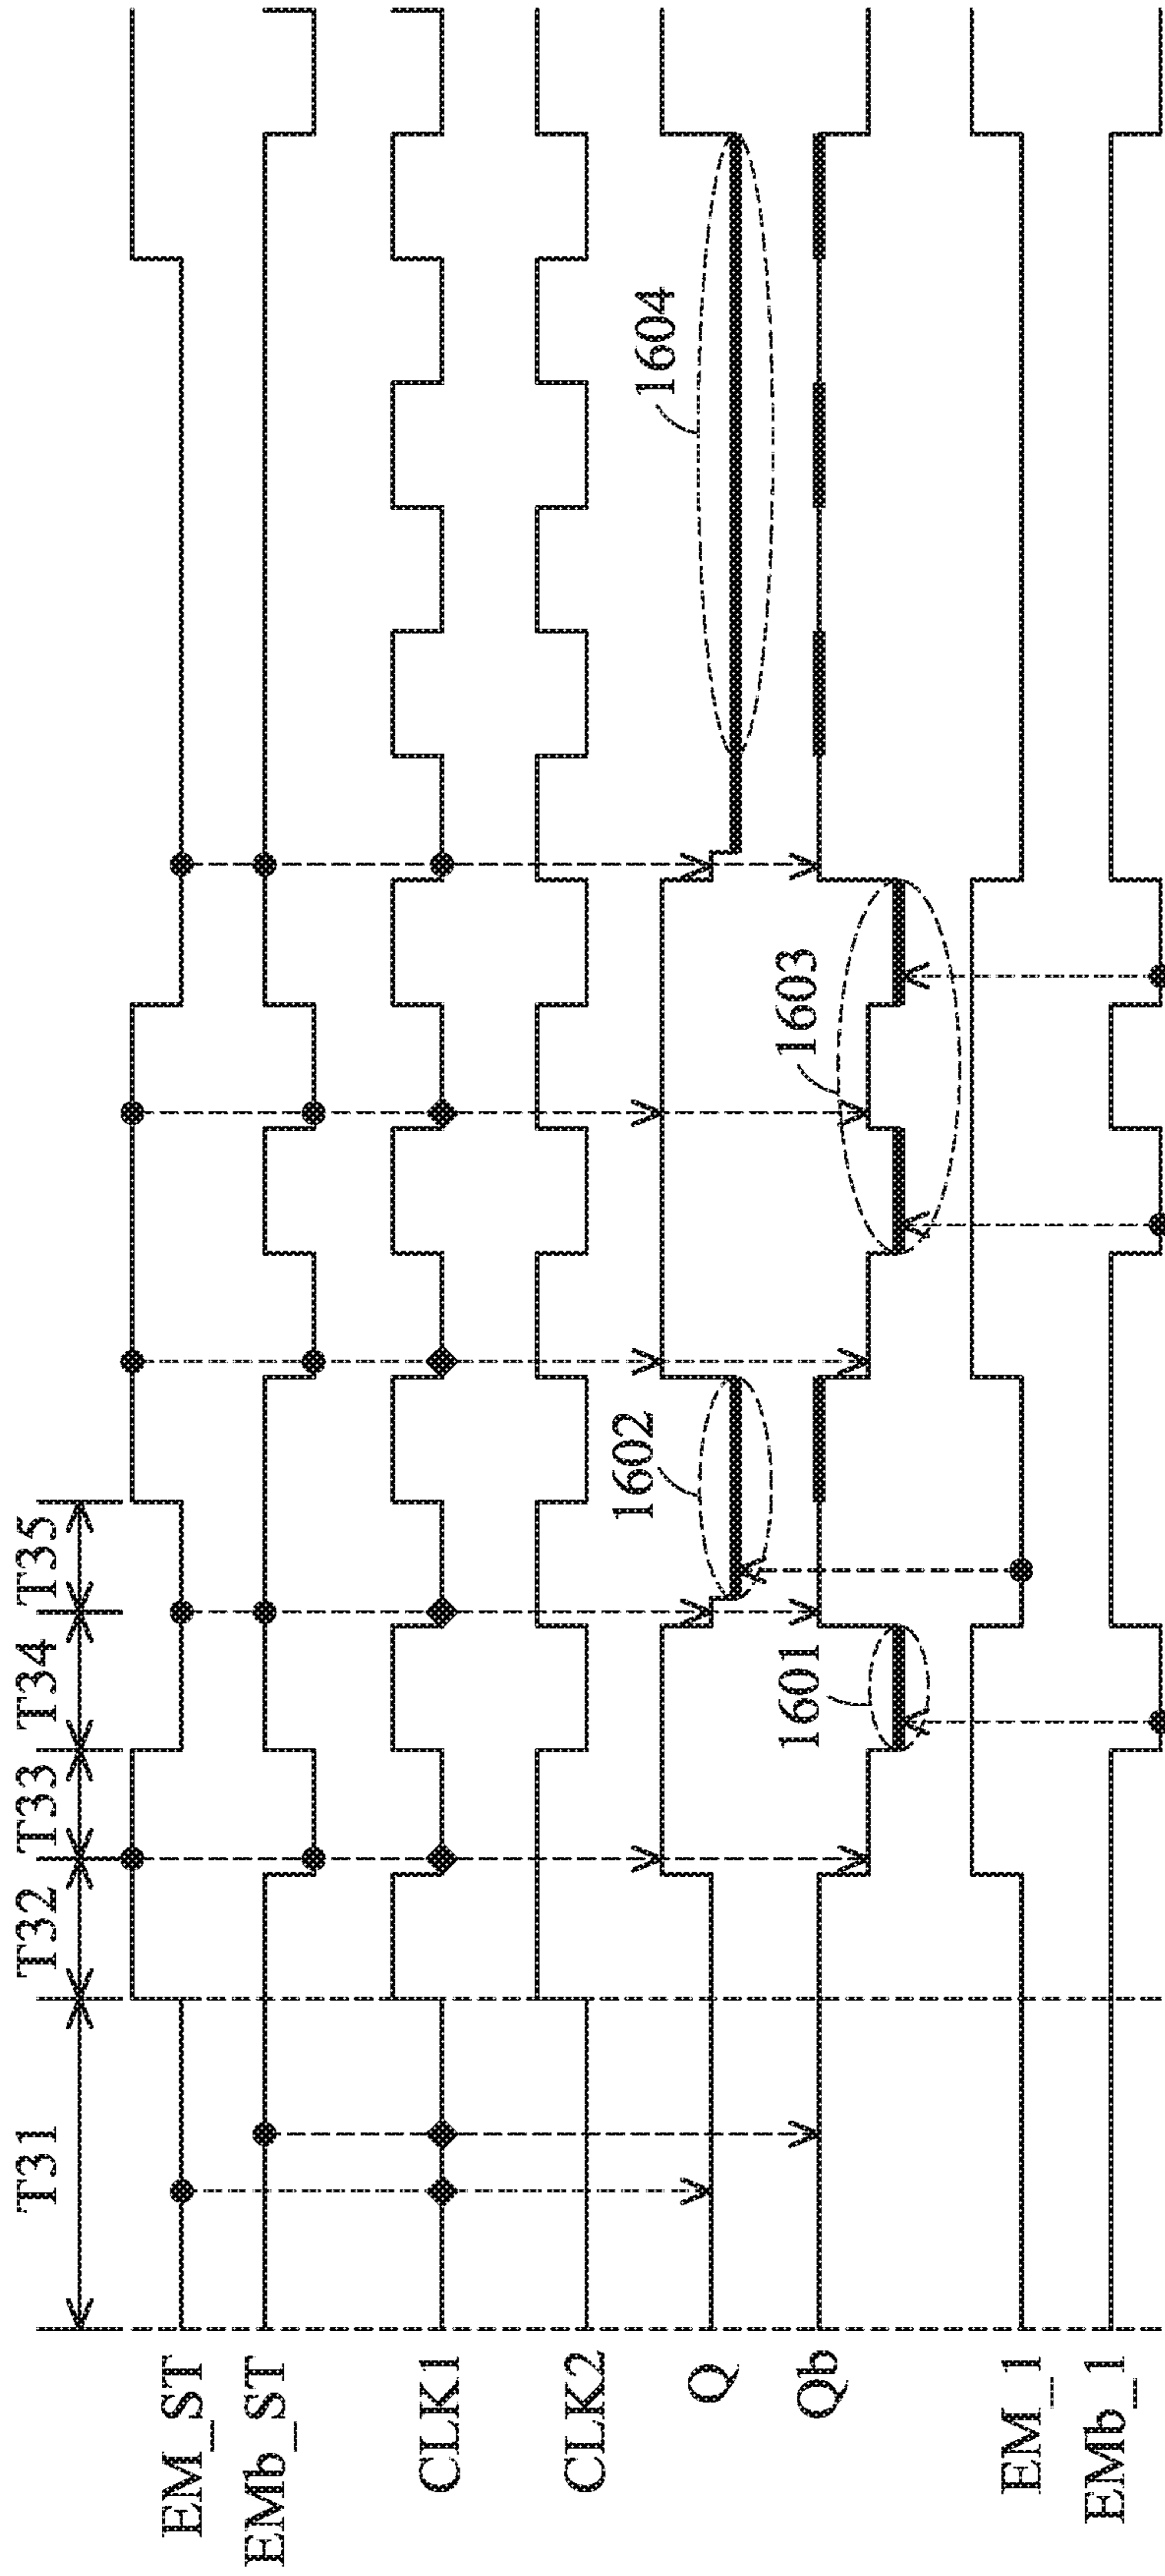 T31
T32
T33
T34
T35
EM_ST
EMb_ST
CLK1
CLK2
Q
Qb
EM_1
EMb_1
1601
1602
1603
1604